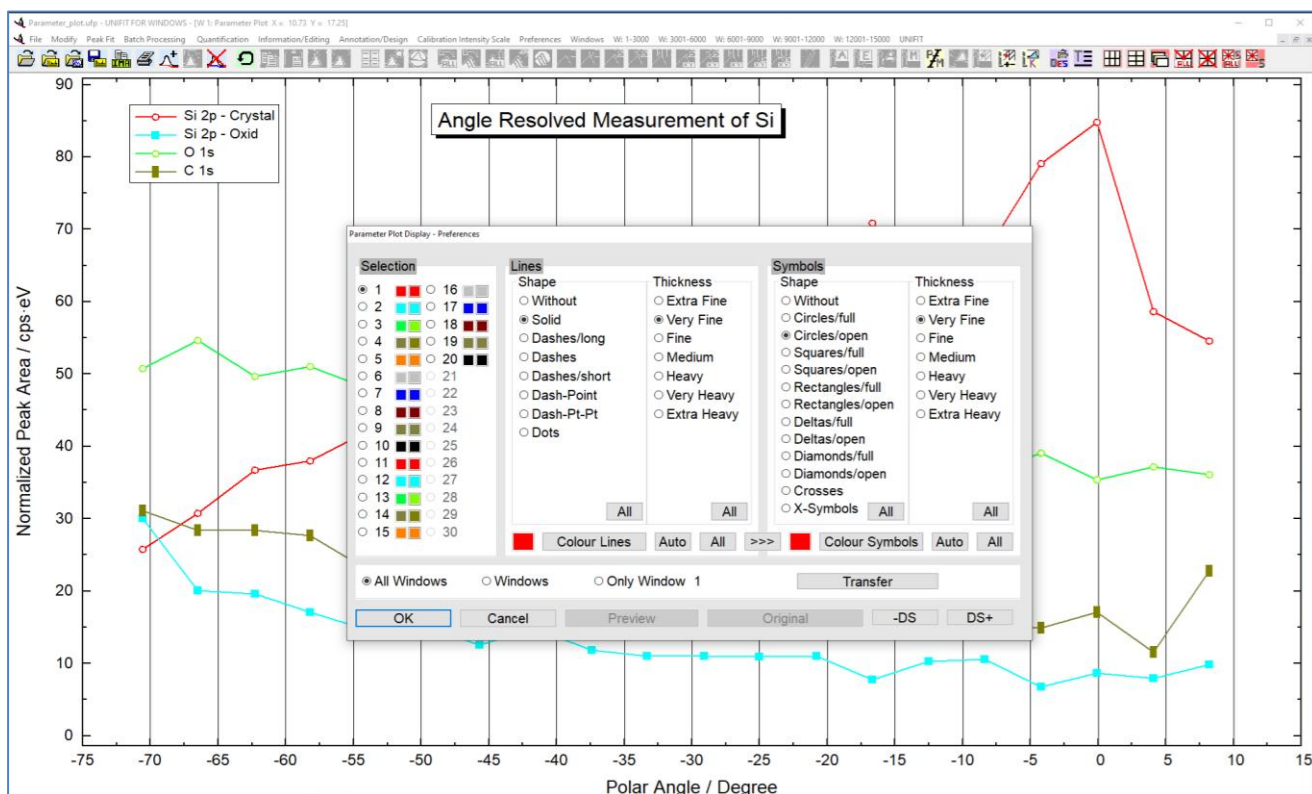 Parameter_plot.ufp - UNIFIT FOR WINDOWS - [W 1: Parameter Plot X = 10.73 Y = 17.25]
File Modify Peak Fit Batch Processing Quantification Information/Editing Annotation/Design Calibration Intensity Scale Preferences Windows W: 1-3000 W: 3001-6000 W: 6001-9000 W: 9001-12000 W: 12001-15000 UNIFIT
Angle Resolved Measurement of Si
Si 2p - Crystal
Si 2p - Oxid
O 1s
C 1s
Normalized Peak Area / cps·eV
90
80
70
60
50
40
30
20
10
0
Parameter Plot Display - Preferences
Selection
1 16
2 17
3 18
4 19
5 20
6 21
7 22
8 23
9 24
10 25
11 26
12 27
13 28
14 29
15 30
Lines
Shape
Without
Solid
Dashes/long
Dashes
Dashes/short
Dash-Point
Dash-Pt-Pt
Dots
All
Thickness
Extra Fine
Very Fine
Fine
Medium
Heavy
Very Heavy
Extra Heavy
All
Colour Lines Auto All >>>
Symbols
Shape
Without
Circles/full
Circles/open
Squares/full
Squares/open
Rectangles/full
Rectangles/open
Deltas/full
Deltas/open
Diamonds/full
Diamonds/open
Crosses
X-Symbols
All
Thickness
Extra Fine
Very Fine
Fine
Medium
Heavy
Very Heavy
Extra Heavy
All
Colour Symbols Auto All
All Windows Windows Only Window 1 Transfer
OK Cancel Preview Original -DS DS+
-75 -70 -65 -60 -55 -50 -45 -40 -35 -30 -25 -20 -15 -10 -5 0 5 10 15
Polar Angle / Degree